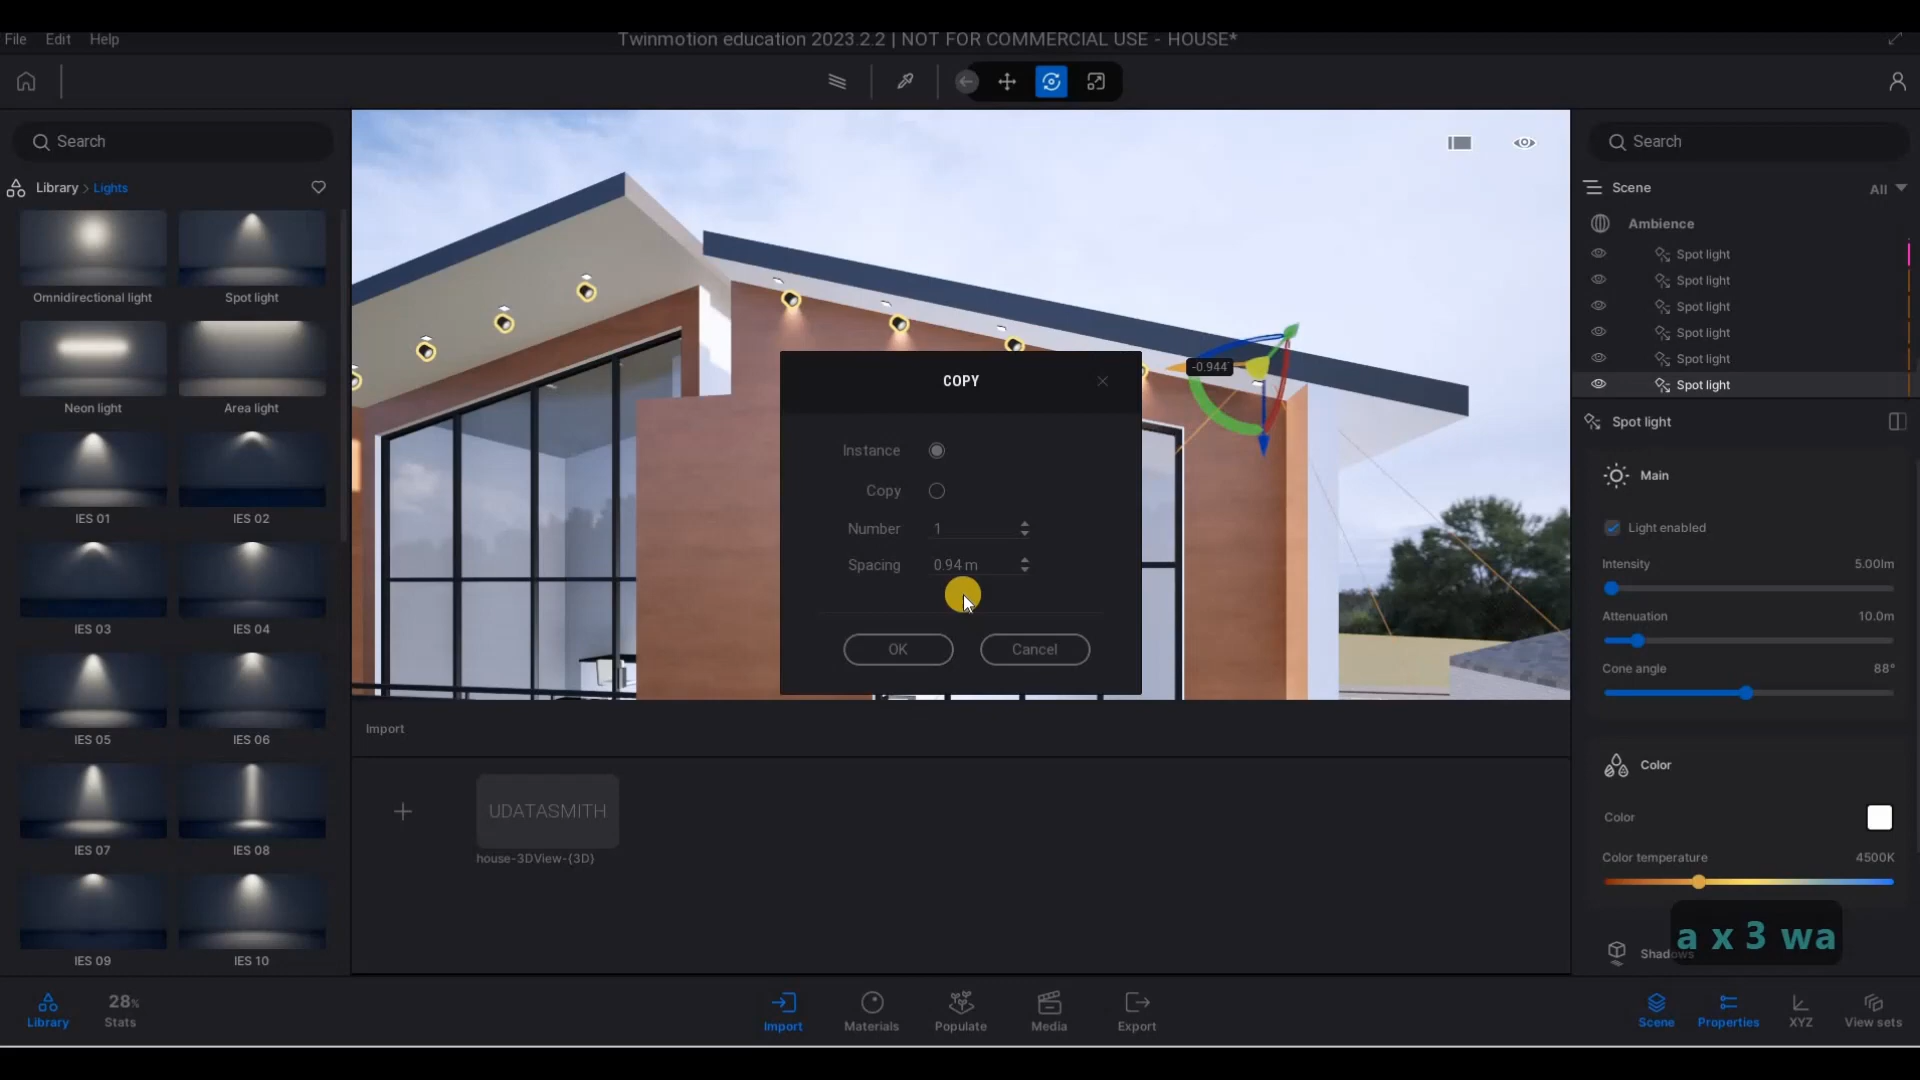 File Edit Help
Twinmotion education 2023.2.2 | NOT FOR COMMERCIAL USE - HOUSE*
Search
Library > Lights
Omnidirectional light
Spot light
Neon light
Area light
IES 01
IES 02
IES 03
IES 04
IES 05
IES 06
IES 07
IES 08
IES 09
IES 10
-0.944
COPY
Instance
Copy
Number 1
Spacing 0.94 m
OK
Cancel
Import
UDATASMITH
house-3DView-{3D}
Search
Scene
All
Ambience
Spot light
Spot light
Spot light
Spot light
Spot light
Spot light
Spot light
Main
Light enabled
Intensity 5.00lm
Attenuation 10.0m
Cone angle 88°
Color
Color
Color temperature 4500K
Shadows
a x 3 wa
Library
28% Stats
Import
Materials
Populate
Media
Export
Scene
Properties
XYZ
View sets